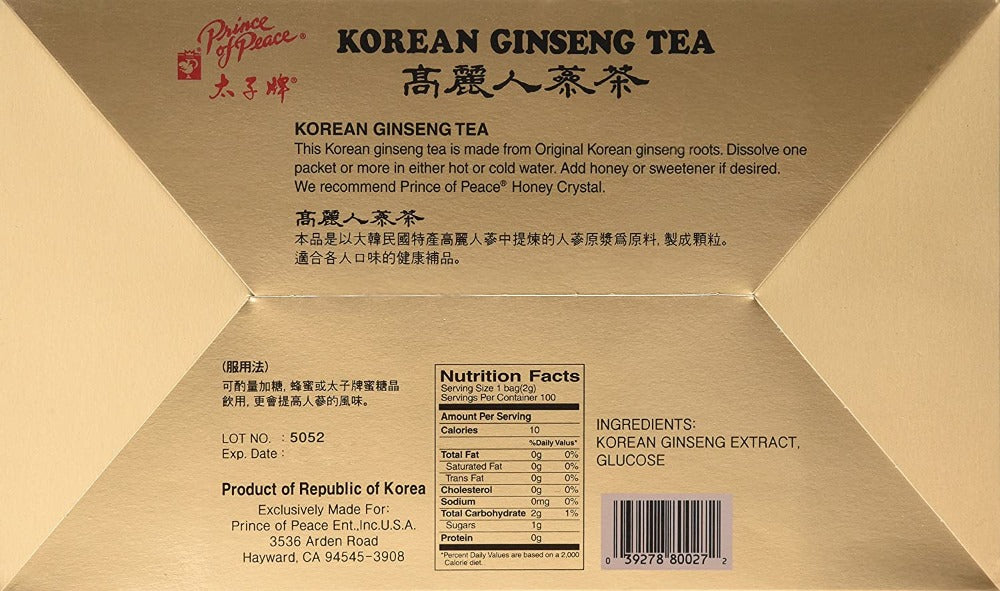 Prince of Peace®
太子牌®
KOREAN GINSENG TEA
高麗人蔘茶
KOREAN GINSENG TEA
This Korean ginseng tea is made from Original Korean ginseng roots. Dissolve one
packet or more in either hot or cold water. Add honey or sweetener if desired.
We recommend Prince of Peace® Honey Crystal.
高麗人蔘茶
本品是以大韓民國特產高麗人蔘中提煉的人蔘原漿爲原料, 製成顆粒。
適合各人口味的健康補品。
(服用法)
可酌量加糖, 蜂蜜或太子牌蜜糖晶
飲用, 更會提高人蔘的風味。
LOT NO. : 5052
Exp. Date :
Product of Republic of Korea
Exclusively Made For:
Prince of Peace Ent.,Inc.U.S.A.
3536 Arden Road
Hayward, CA 94545-3908
Nutrition Facts
Serving Size 1 bag(2g)
Servings Per Container 100
Amount Per Serving
Calories 10
%Daily Valus*
Total Fat 0g 0%
Saturated Fat 0g 0%
Trans Fat 0g 0%
Cholesterol 0g 0%
Sodium 0mg 0%
Total Carbohydrate 2g 1%
Sugars 1g
Protein 0g
*Percent Daily Values are based on a 2,000
Calorie diet.
INGREDIENTS:
KOREAN GINSENG EXTRACT,
GLUCOSE
0 39278 80027 2